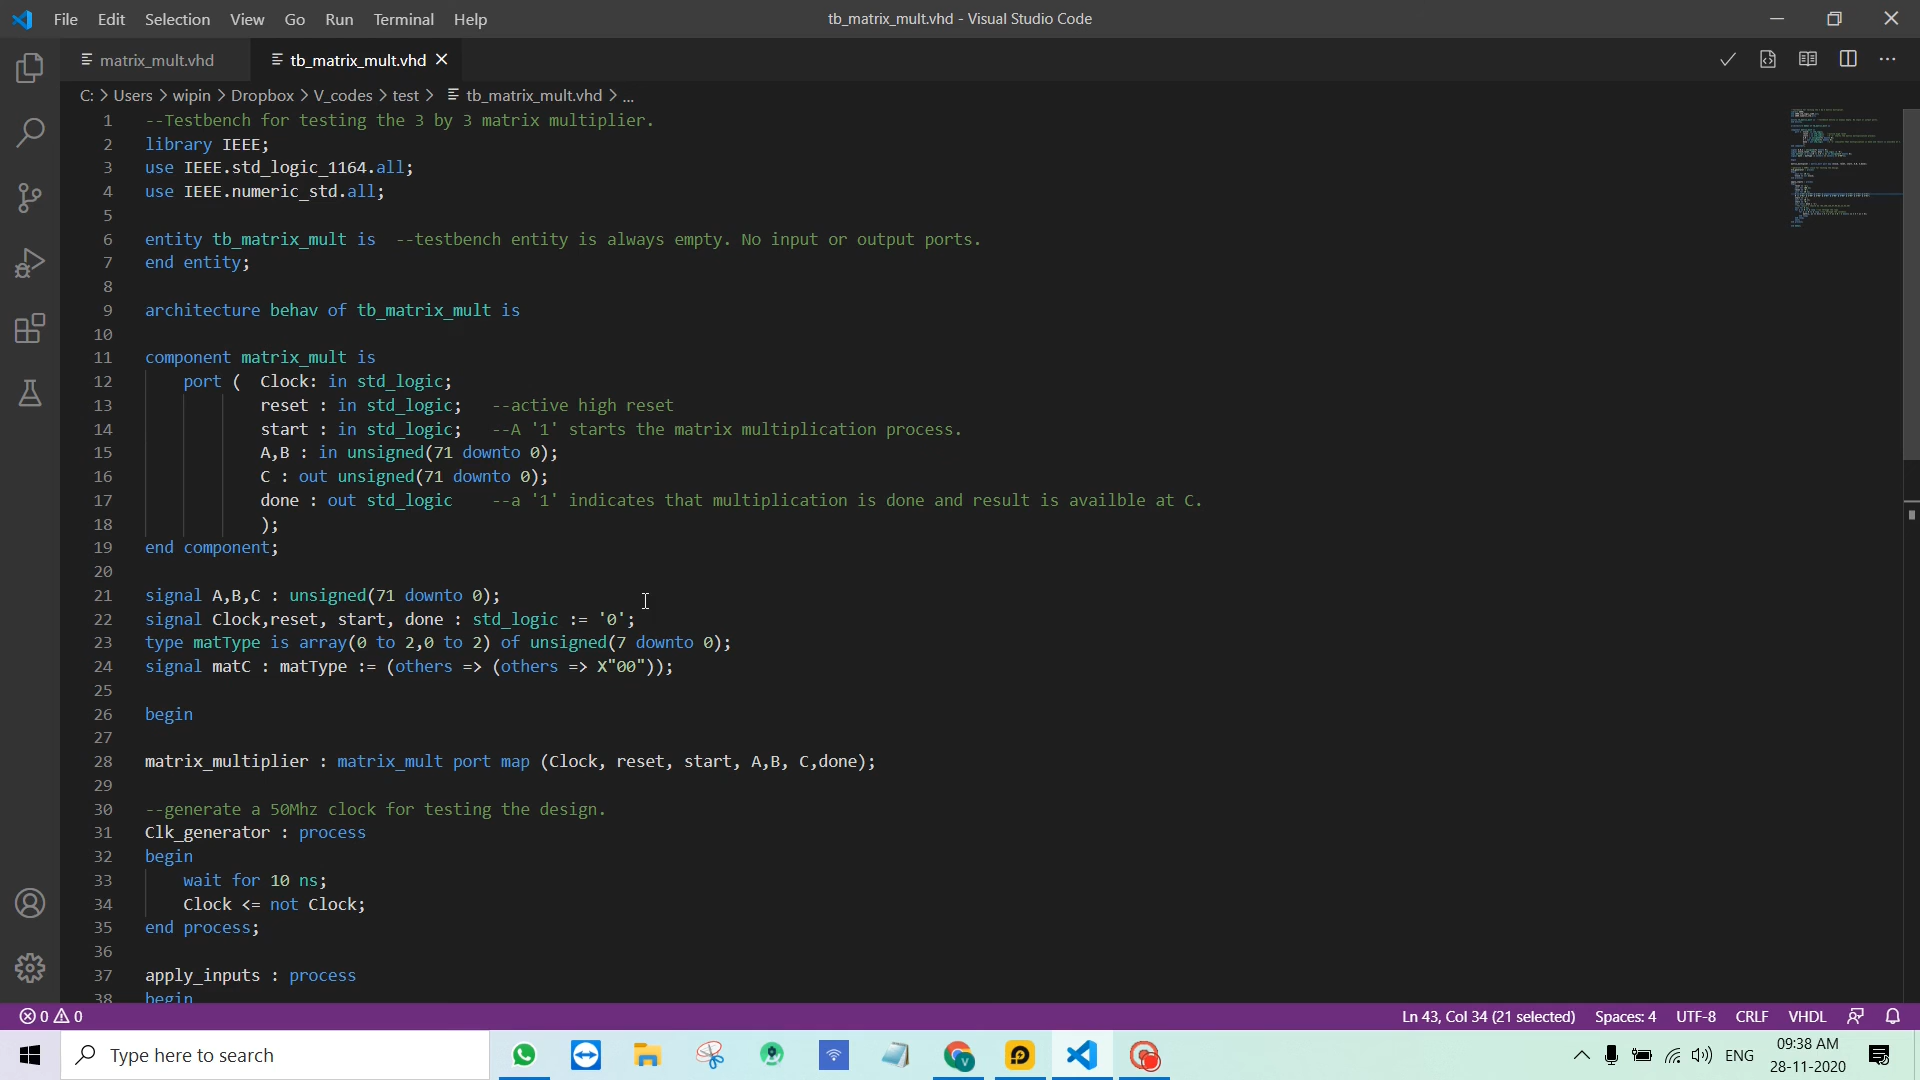 File Edit Selection View Go Run Terminal Help
tb_matrix_mult.vhd - Visual Studio Code
matrix_mult.vhd
tb_matrix_mult.vhd
C: > Users > wipin > Dropbox > V_codes > test > tb_matrix_mult.vhd > ...
1 --Testbench for testing the 3 by 3 matrix multiplier.
2 library IEEE;
3 use IEEE.std_logic_1164.all;
4 use IEEE.numeric_std.all;
5
6 entity tb_matrix_mult is  --testbench entity is always empty. No input or output ports.
7 end entity;
8
9 architecture behav of tb_matrix_mult is
10
11 component matrix_mult is
12     port (  Clock: in std_logic;
13             reset : in std_logic;   --active high reset
14             start : in std_logic;   --A '1' starts the matrix multiplication process.
15             A,B : in unsigned(71 downto 0);
16             C : out unsigned(71 downto 0);
17             done : out std_logic    --a '1' indicates that multiplication is done and result is availble at C.
18             );
19 end component;
20
21 signal A,B,C : unsigned(71 downto 0);
22 signal Clock,reset, start, done : std_logic := '0';
23 type matType is array(0 to 2,0 to 2) of unsigned(7 downto 0);
24 signal matC : matType := (others => (others => X"00"));
25
26 begin
27
28 matrix_multiplier : matrix_mult port map (Clock, reset, start, A,B, C,done);
29
30 --generate a 50Mhz clock for testing the design.
31 Clk_generator : process
32 begin
33     wait for 10 ns;
34     Clock <= not Clock;
35 end process;
36
37 apply_inputs : process
38 begin
0 0
Ln 43, Col 34 (21 selected) Spaces: 4 UTF-8 CRLF VHDL
Type here to search
ENG
09:38 AM
28-11-2020